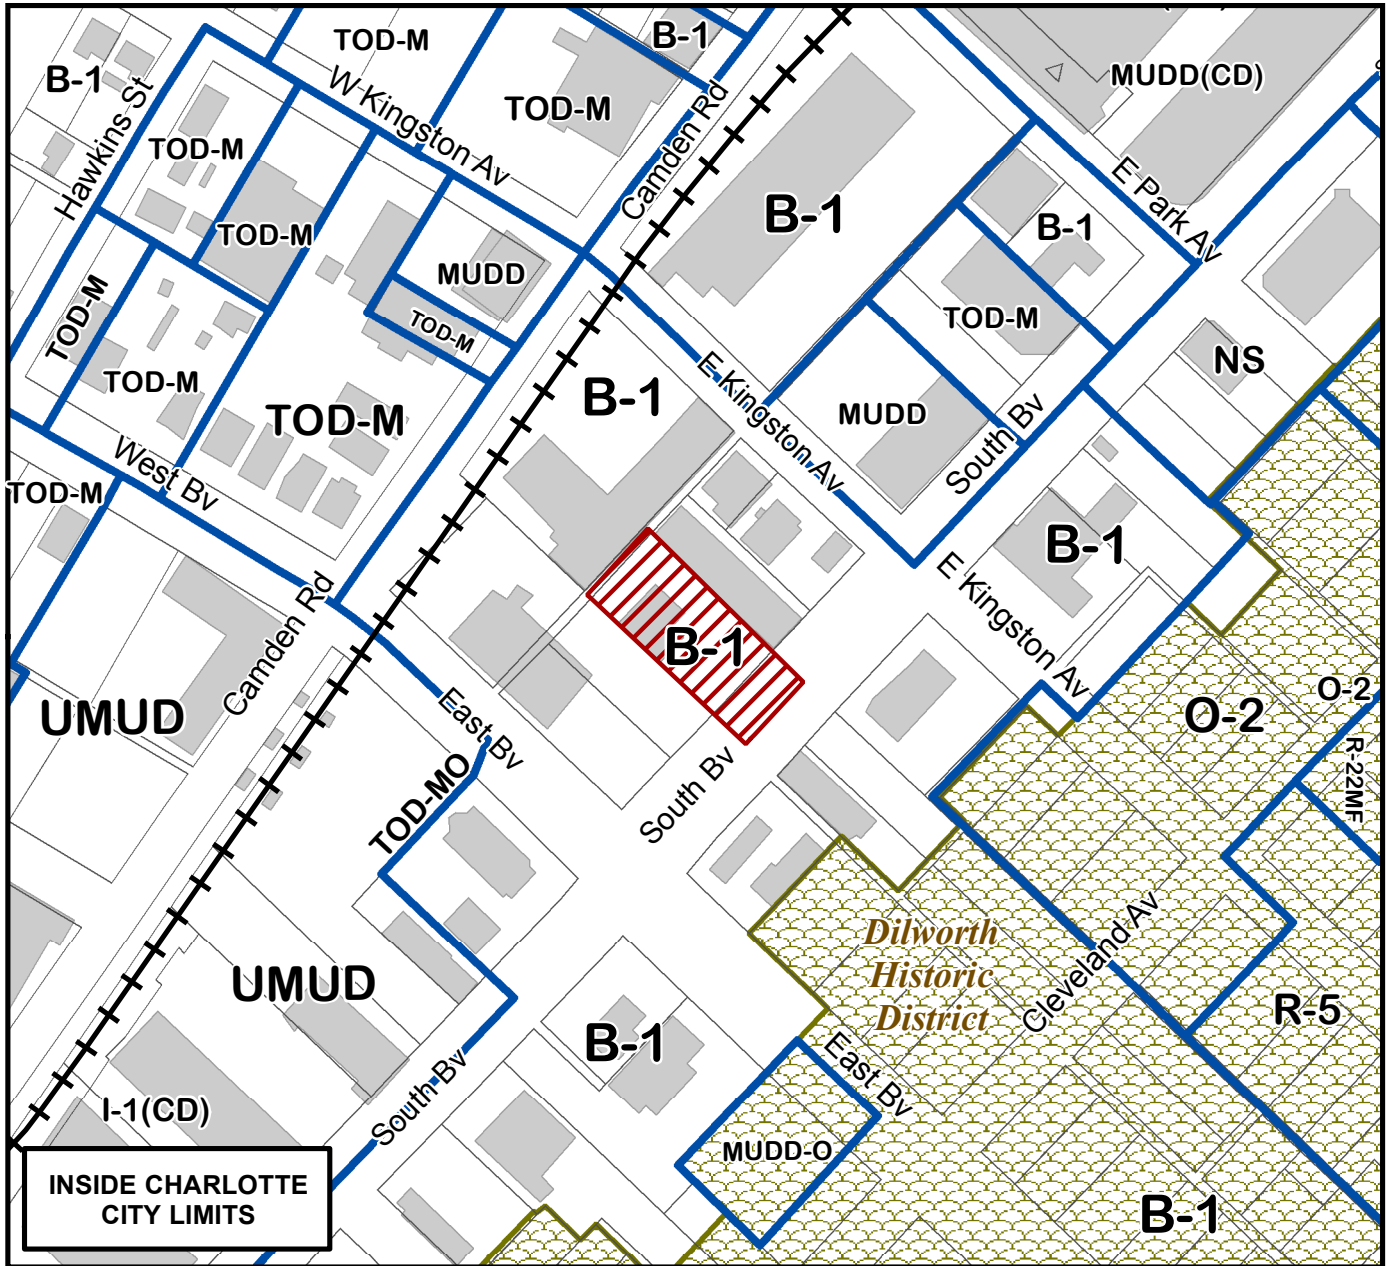 TOD-M
B-1
B-1
MUDD(CD)
TOD-M
W Kingston Av
Camden Rd
Hawkins St
TOD-M
E Park Av
B-1
B-1
TOD-M
MUDD
TOD-M
TOD-M
TOD-M
NS
TOD-M
B-1
E Kingston Av
TOD-M
MUDD
South Bv
West Bv
TOD-M
B-1
E Kingston Av
B-1
Camden Rd
UMUD
East Bv
O-2
O-2
R-22MF
TOD-MO
South Bv
Dilworth
Historic
District
Cleveland Av
UMUD
B-1
R-5
East Bv
South Bv
I-1(CD)
MUDD-O
INSIDE CHARLOTTE
CITY LIMITS
B-1